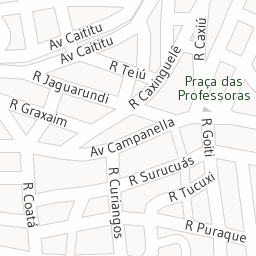 Av Caititu
Av Caititu
R Teiú
R Caxinguelê
R Caxiú
R Jaguarundi
Praça das
Professoras
R Graxaim
Av Campanella
R Goiti
R Surucuás
R Tucuxi
R Coatá
R Curiangos
R Puraque